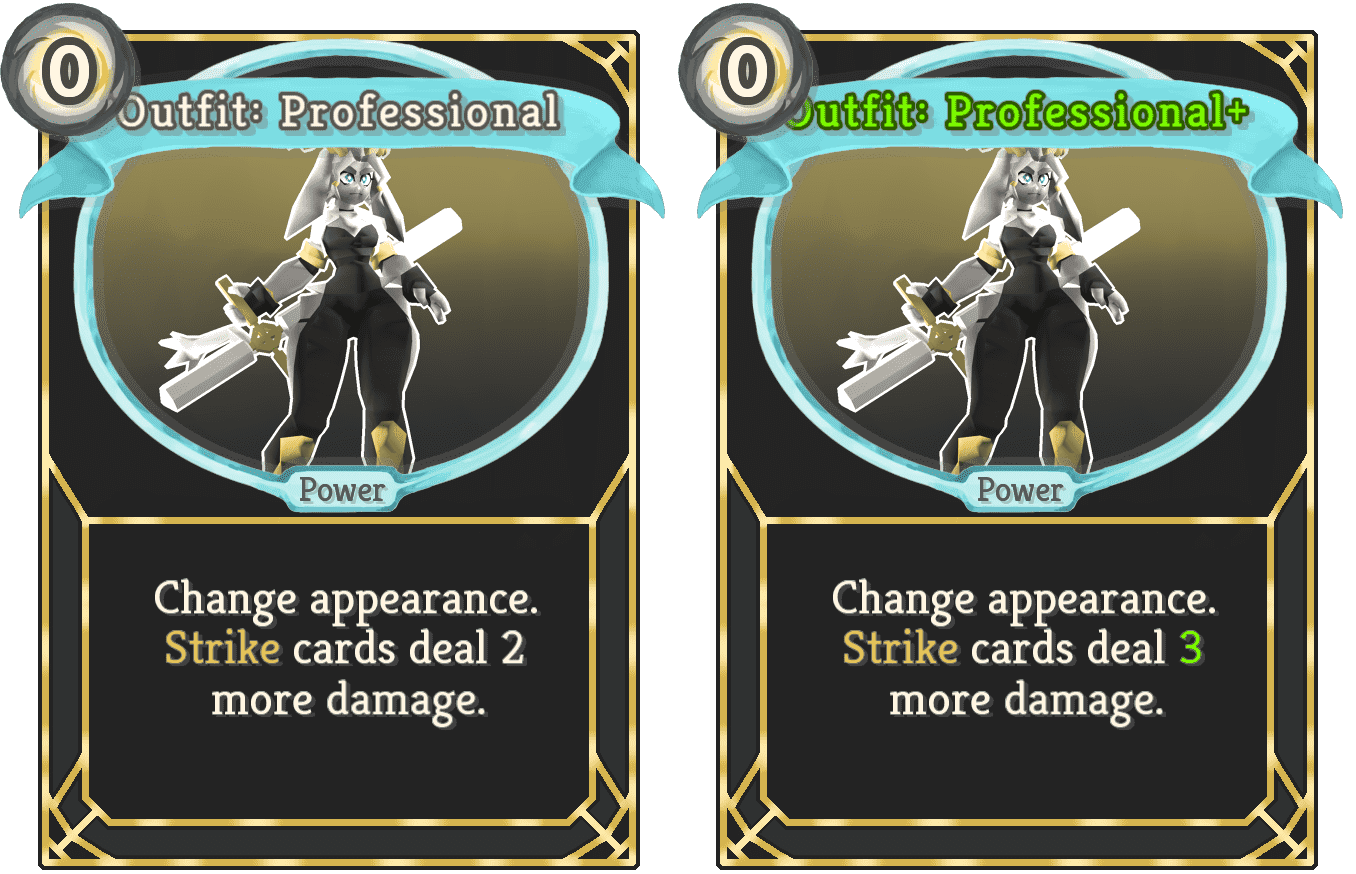 0
Outfit: Professional
Power
Change appearance.
Strike cards deal 2
more damage.
0
Outfit: Professional+
Power
Change appearance.
Strike cards deal 3
more damage.